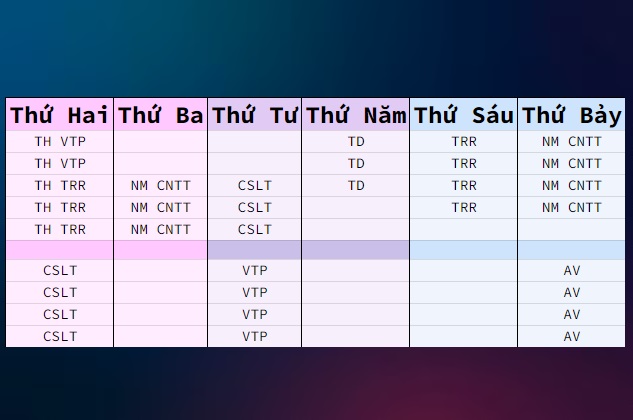 Thứ Hai Thứ Ba Thứ Tư Thứ Năm Thứ Sáu Thứ Bảy
TH VTP TD TRR NM CNTT
TH VTP TD TRR NM CNTT
TH TRR NM CNTT CSLT TD TRR NM CNTT
TH TRR NM CNTT CSLT TRR NM CNTT
TH TRR NM CNTT CSLT
CSLT VTP AV
CSLT VTP AV
CSLT VTP AV
CSLT VTP AV